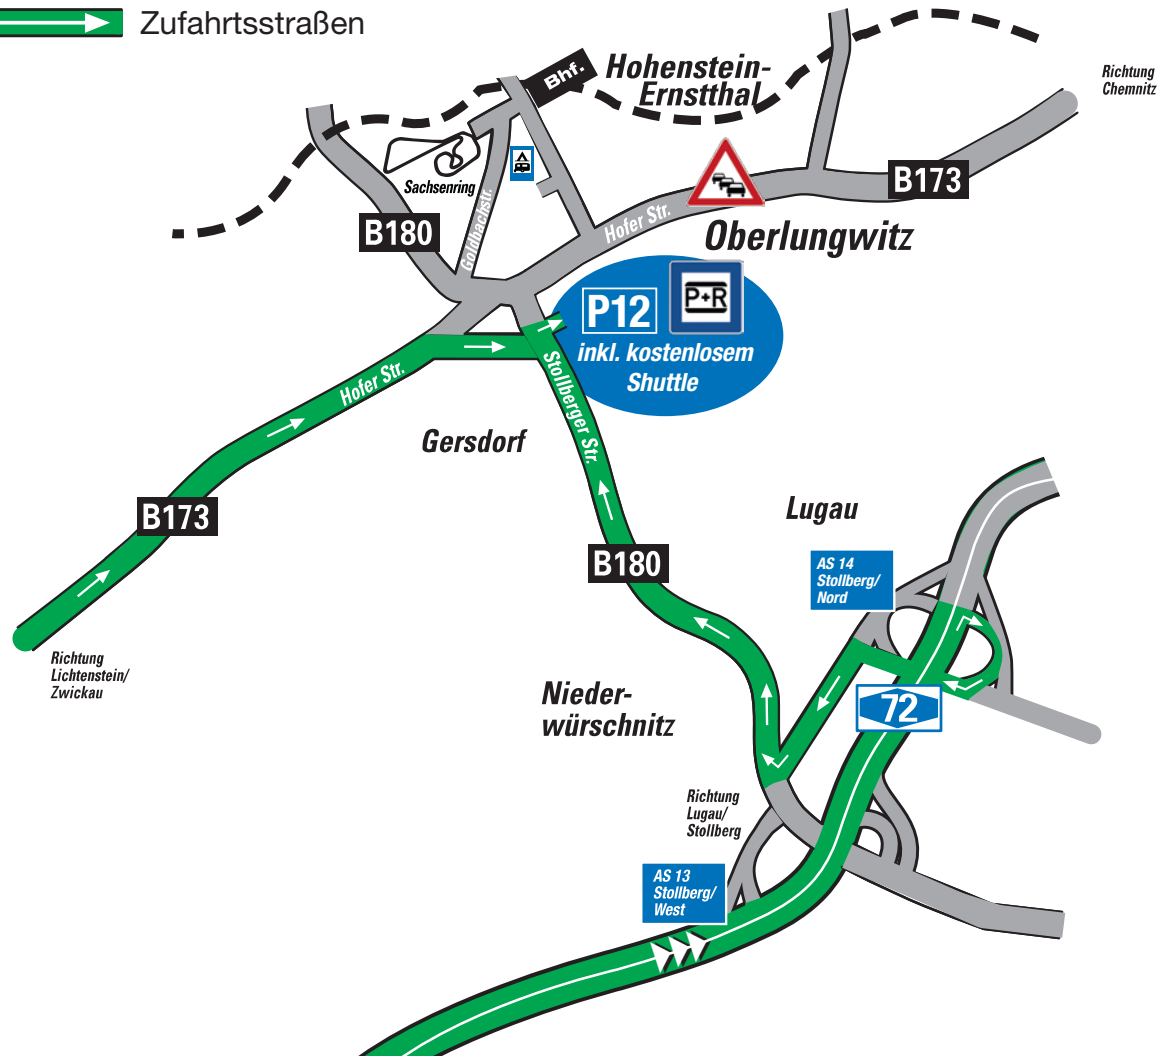 Zufahrtsstraßen
Bhf.
Hohenstein-
Ernstthal
Richtung
Chemnitz
Sachsenring
B173
B180
Goldbachstr.
Hofer Str.
Oberlungwitz
P12
P+R
inkl. kostenlosem
Shuttle
Hofer Str.
Stollberger Str.
Gersdorf
B173
Lugau
B180
AS 14
Stollberg/
Nord
Richtung
Lichtenstein/
Zwickau
Nieder-
würschnitz
72
Richtung
Lugau/
Stollberg
AS 13
Stollberg/
West